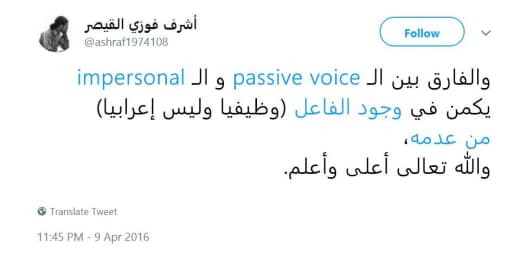 أشرف فوزي القيصر
@ashraf1974108
Follow
والفارق بين الـ passive voice و الـ impersonal
يكمن في وجود الفاعل (وظيفيا وليس إعرابيا)
من عدمه،
والله تعالى أعلى وأعلم.
Translate Tweet
11:45 PM - 9 Apr 2016